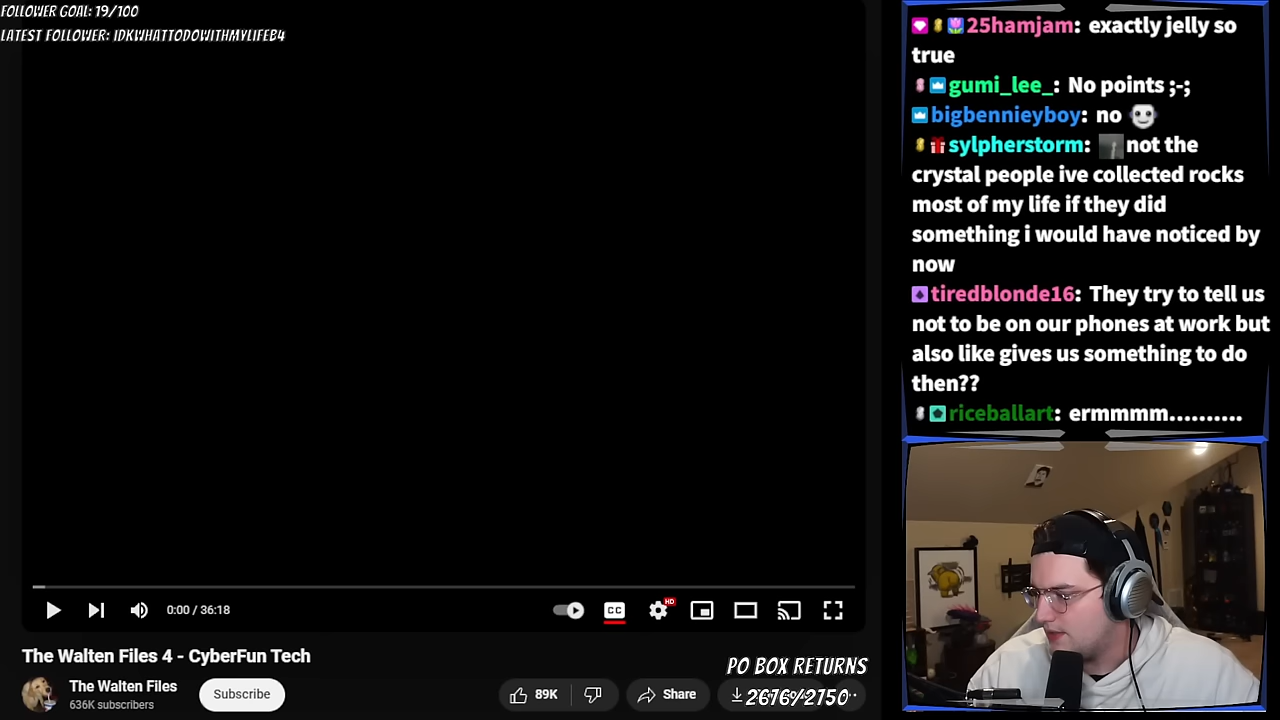 FOLLOWER GOAL: 19/100
LATEST FOLLOWER: IDKWHATTODOWITHMYLIFEB4
25hamjam: exactly jelly so
true
gumi_lee_: No points ;-;
bigbennieyboy: no
sylpherstorm: not the
crystal people ive collected rocks
most of my life if they did
something i would have noticed by
now
tiredblonde16: They try to tell us
not to be on our phones at work but
also like gives us something to do
then??
riceballart: ermmmm..........
0:00 / 36:18
CC
HD
The Walten Files 4 - CyberFun Tech
The Walten Files
636K subscribers
Subscribe
89K
Share
PO BOX RETURNS
2676/2750